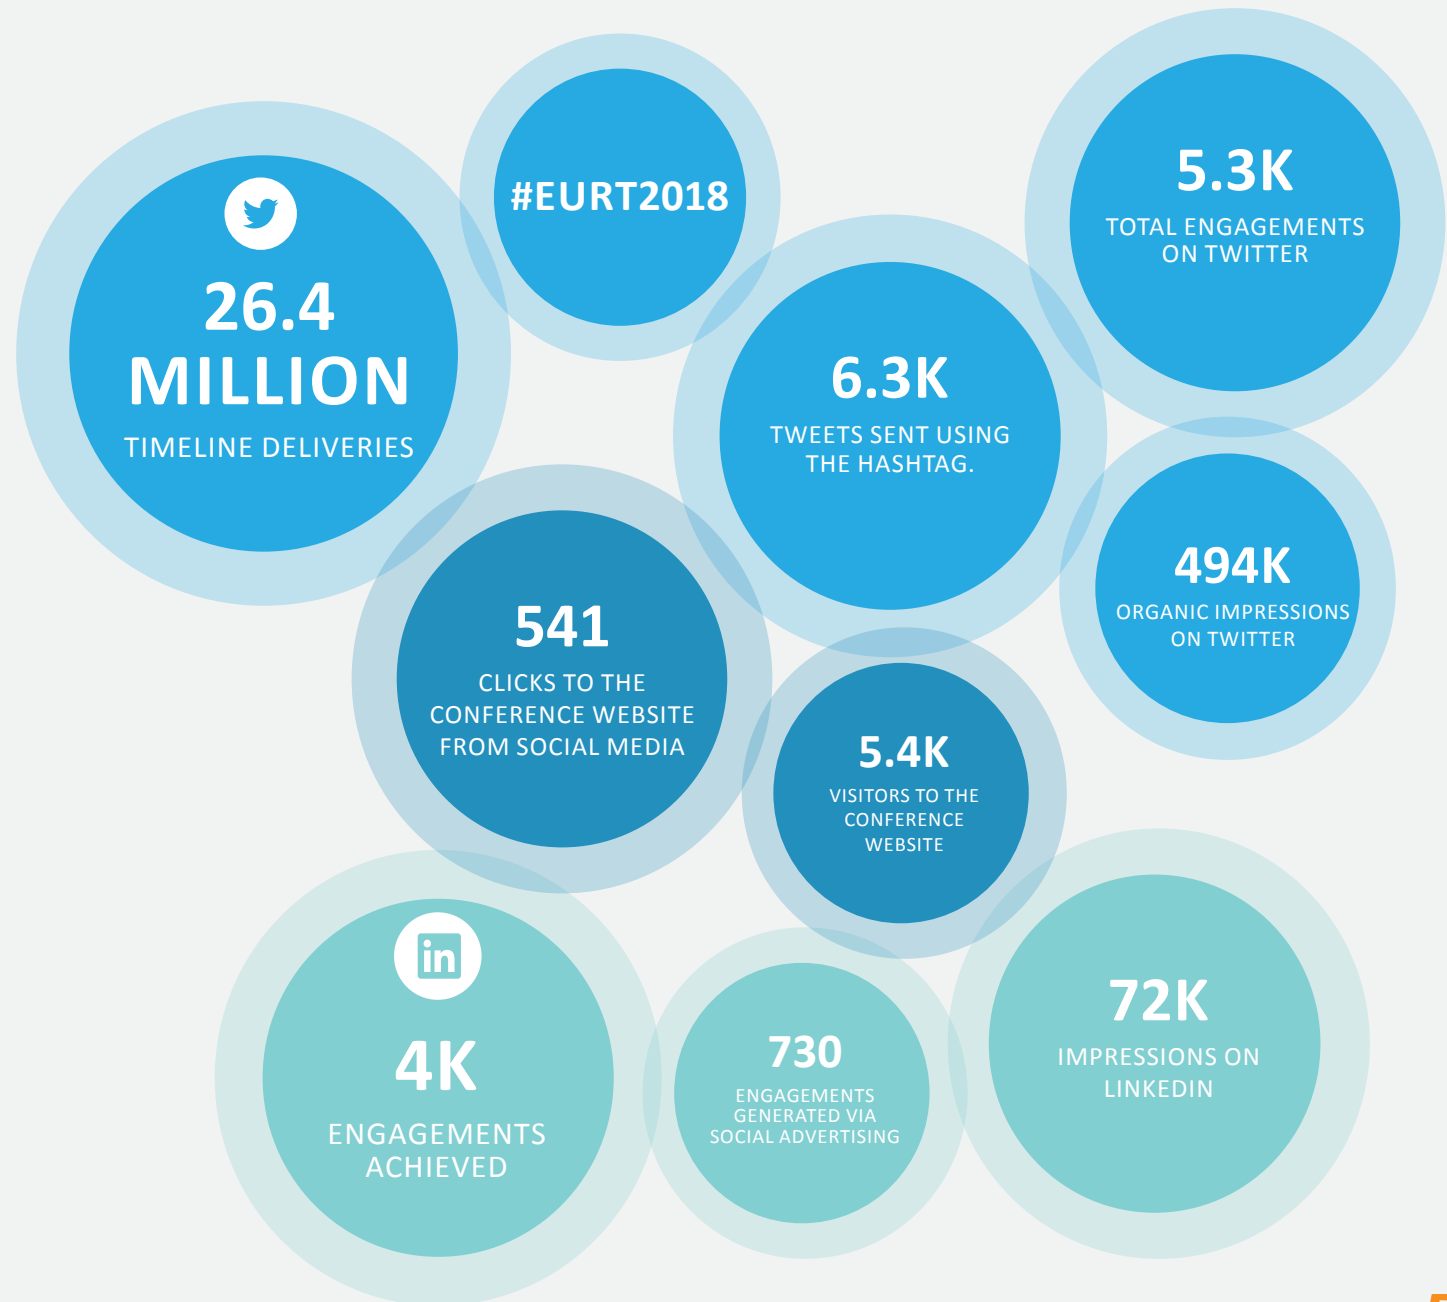 26.4
MILLION
TIMELINE DELIVERIES
#EURT2018
5.3K
TOTAL ENGAGEMENTS
ON TWITTER
6.3K
TWEETS SENT USING
THE HASHTAG.
494K
ORGANIC IMPRESSIONS
ON TWITTER
541
CLICKS TO THE
CONFERENCE WEBSITE
FROM SOCIAL MEDIA
5.4K
VISITORS TO THE
CONFERENCE
WEBSITE
in
4K
ENGAGEMENTS
ACHIEVED
730
ENGAGEMENTS
GENERATED VIA
SOCIAL ADVERTISING
72K
IMPRESSIONS ON
LINKEDIN